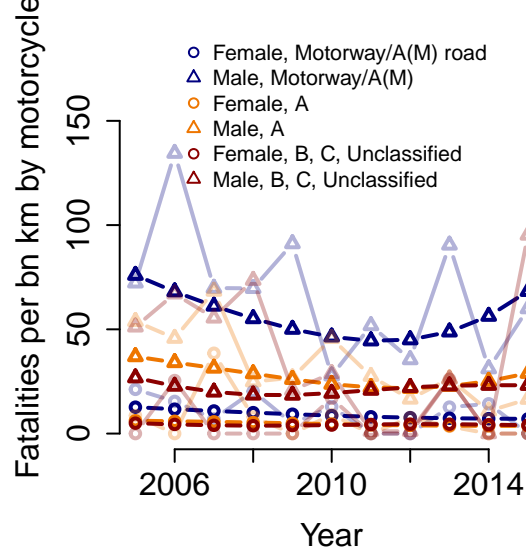 Fatalities per bn km by motorcycle
Female, Motorway/A(M) road
Male, Motorway/A(M)
Female, A
Male, A
Female, B, C, Unclassified
Male, B, C, Unclassified
150
100
50
0
2006 2010 2014
Year